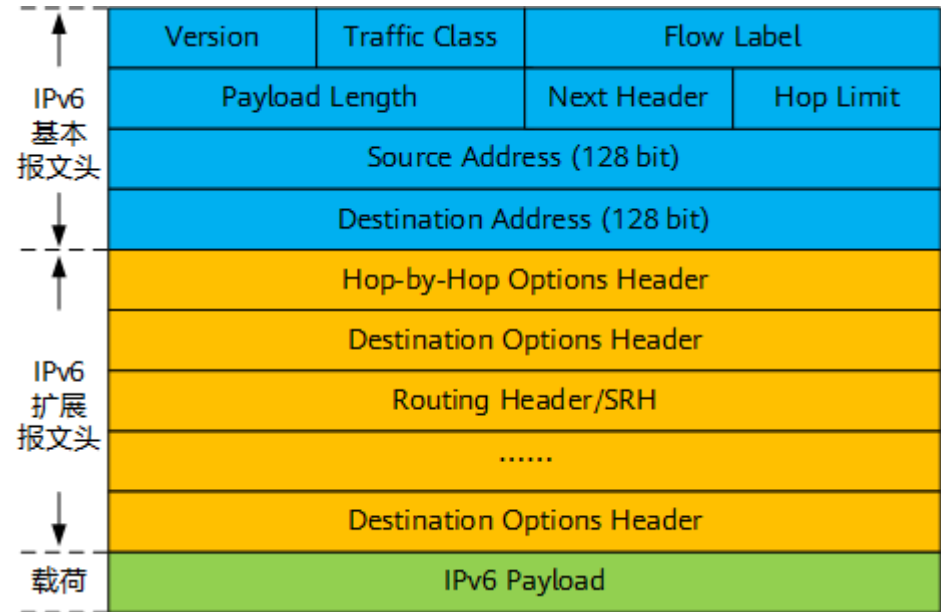 Version Traffic Class Flow Label
IPv6
基本
报文头
Payload Length Next Header Hop Limit
Source Address (128 bit)
Destination Address (128 bit)
IPv6
扩展
报文头
Hop-by-Hop Options Header
Destination Options Header
Routing Header/SRH
......
Destination Options Header
载荷
IPv6 Payload